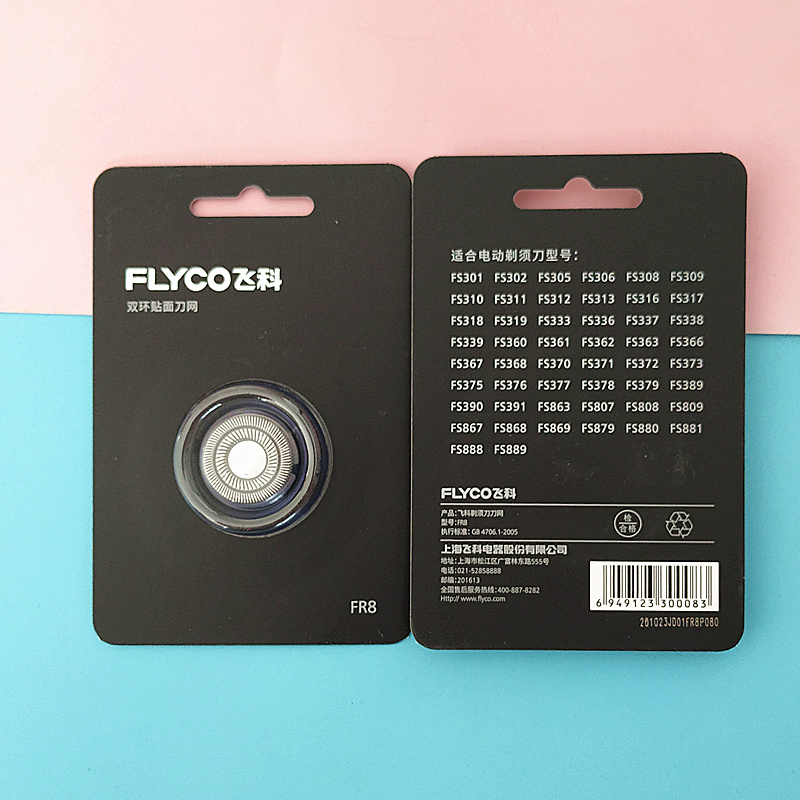 FLYCO飞科
双环贴面刀网
FR8
适合电动剃须刀型号：
FS301 FS302 FS305 FS306 FS308 FS309
FS310 FS311 FS312 FS313 FS316 FS317
FS318 FS319 FS333 FS336 FS337 FS338
FS339 FS360 FS361 FS362 FS363 FS366
FS367 FS368 FS370 FS371 FS372 FS373
FS375 FS376 FS377 FS378 FS379 FS389
FS390 FS391 FS863 FS807 FS808 FS809
FS867 FS868 FS869 FS879 FS880 FS881
FS888 FS889
FLYCO飞科
产品：飞科剃须刀刀网
型号：FR8
执行标准：GB 4706.1-2005
检
合格
上海飞科电器股份有限公司
地址：上海市松江区广富林东路555号
电话：021-52858888
邮编：201613
全国售后服务热线：400-887-8282
Http://www.flyco.com
6 949123 300083
201023JD01FR8P080